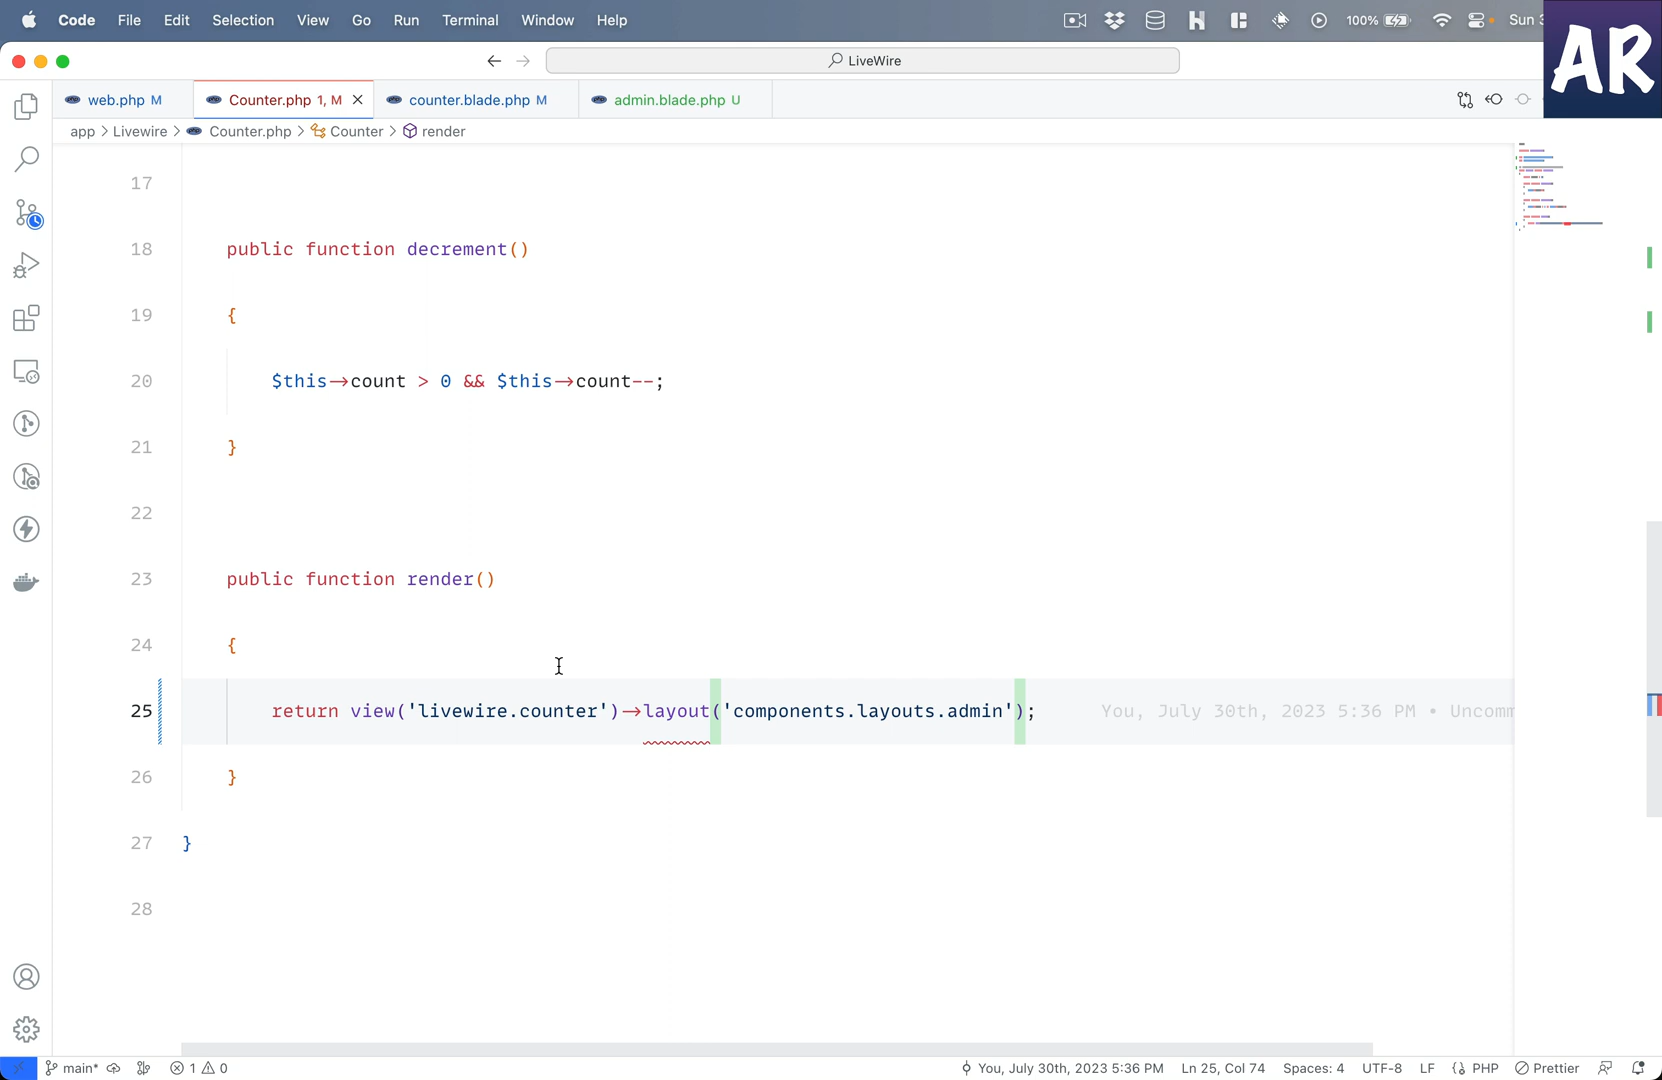 Code File Edit Selection View Go Run Terminal Window Help 100% Sun
AR
LiveWire
web.php M Counter.php 1, M counter.blade.php M admin.blade.php U
app > Livewire > Counter.php > Counter > render
17
18 public function decrement()
19 {
20 $this->count > 0 && $this->count--;
21 }
22
23 public function render()
24 {
25 return view('livewire.counter')->layout('components.layouts.admin'); You, July 30th, 2023 5:36 PM • Uncomm
26 }
27 }
28
main* 1 0 You, July 30th, 2023 5:36 PM Ln 25, Col 74 Spaces: 4 UTF-8 LF PHP Prettier